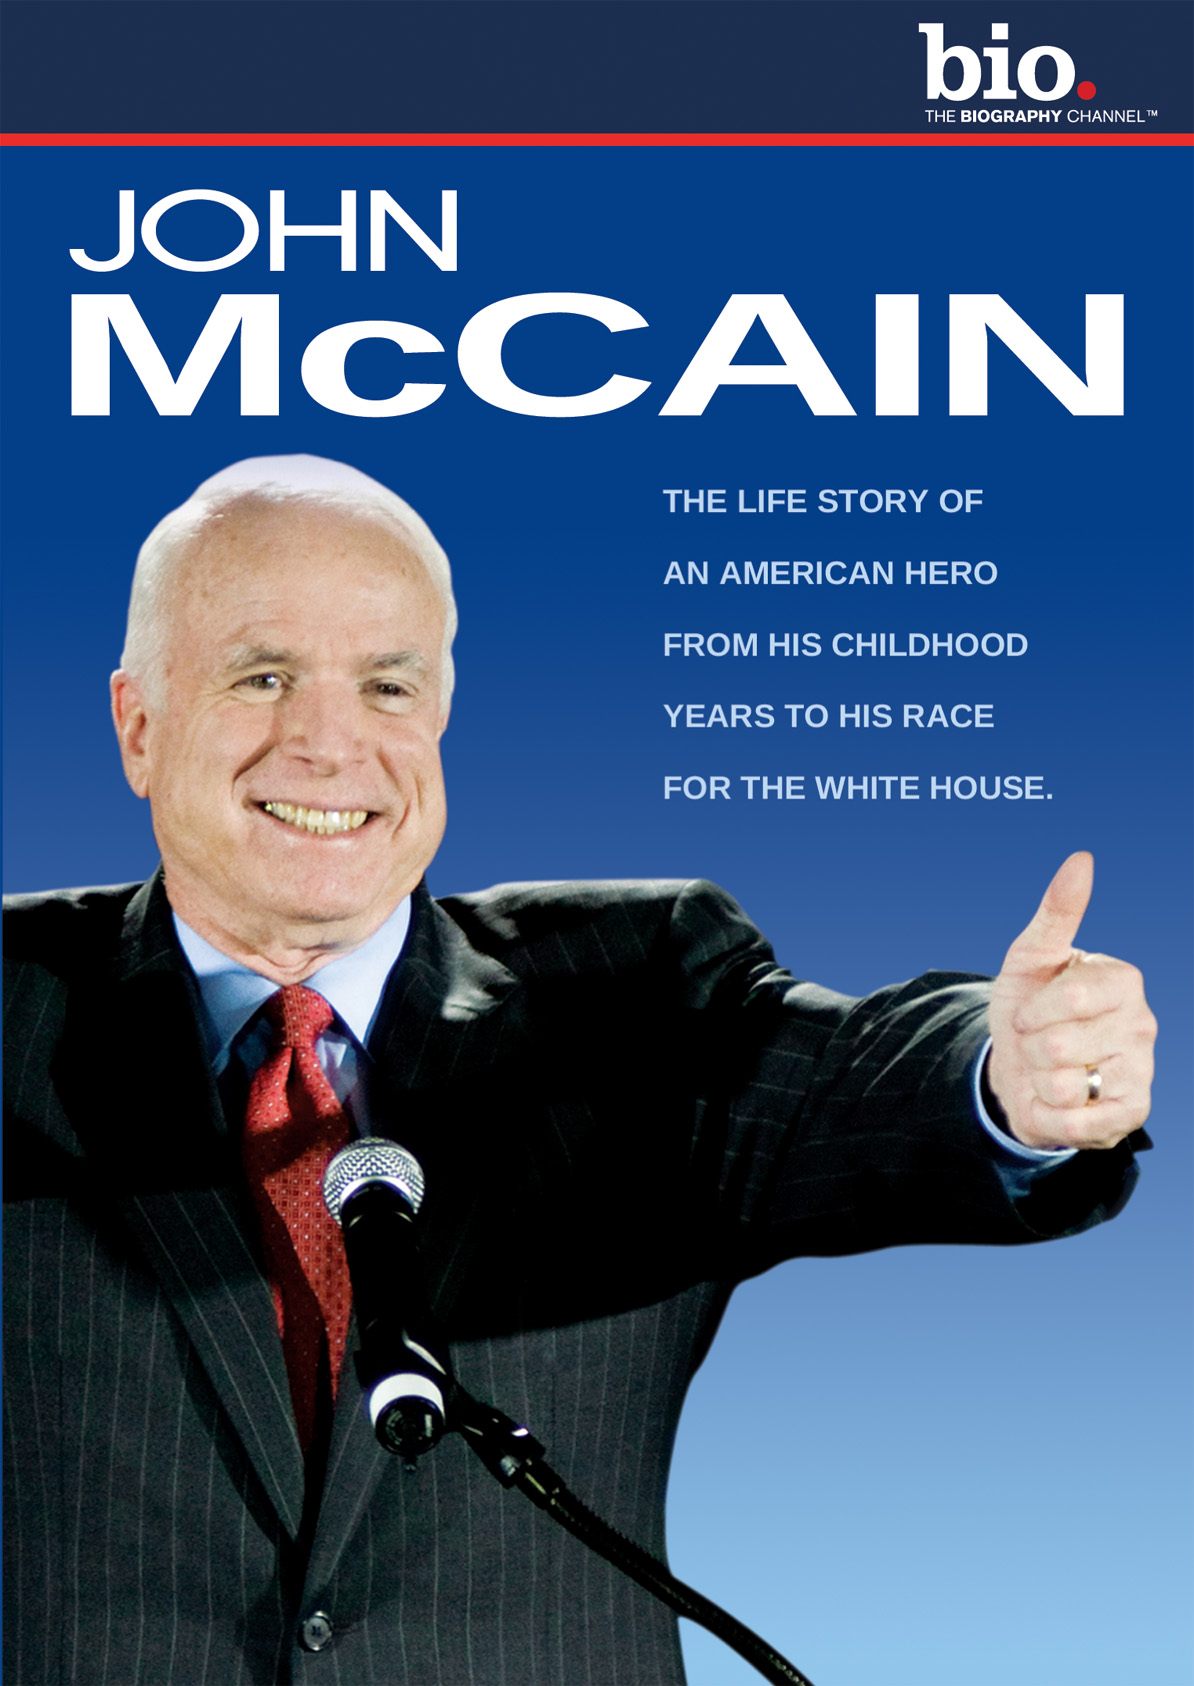 bio.
THE BIOGRAPHY CHANNEL™
JOHN
McCAIN
THE LIFE STORY OF
AN AMERICAN HERO
FROM HIS CHILDHOOD
YEARS TO HIS RACE
FOR THE WHITE HOUSE.